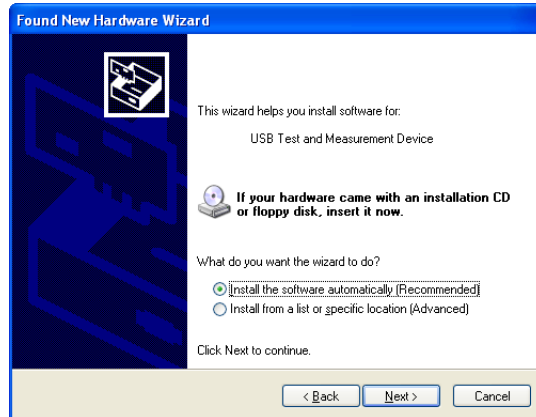 Found New Hardware Wizard
This wizard helps you install software for:
USB Test and Measurement Device
If your hardware came with an installation CD
or floppy disk, insert it now.
What do you want the wizard to do?
Install the software automatically (Recommended)
Install from a list or specific location (Advanced)
Click Next to continue.
< Back
Next >
Cancel